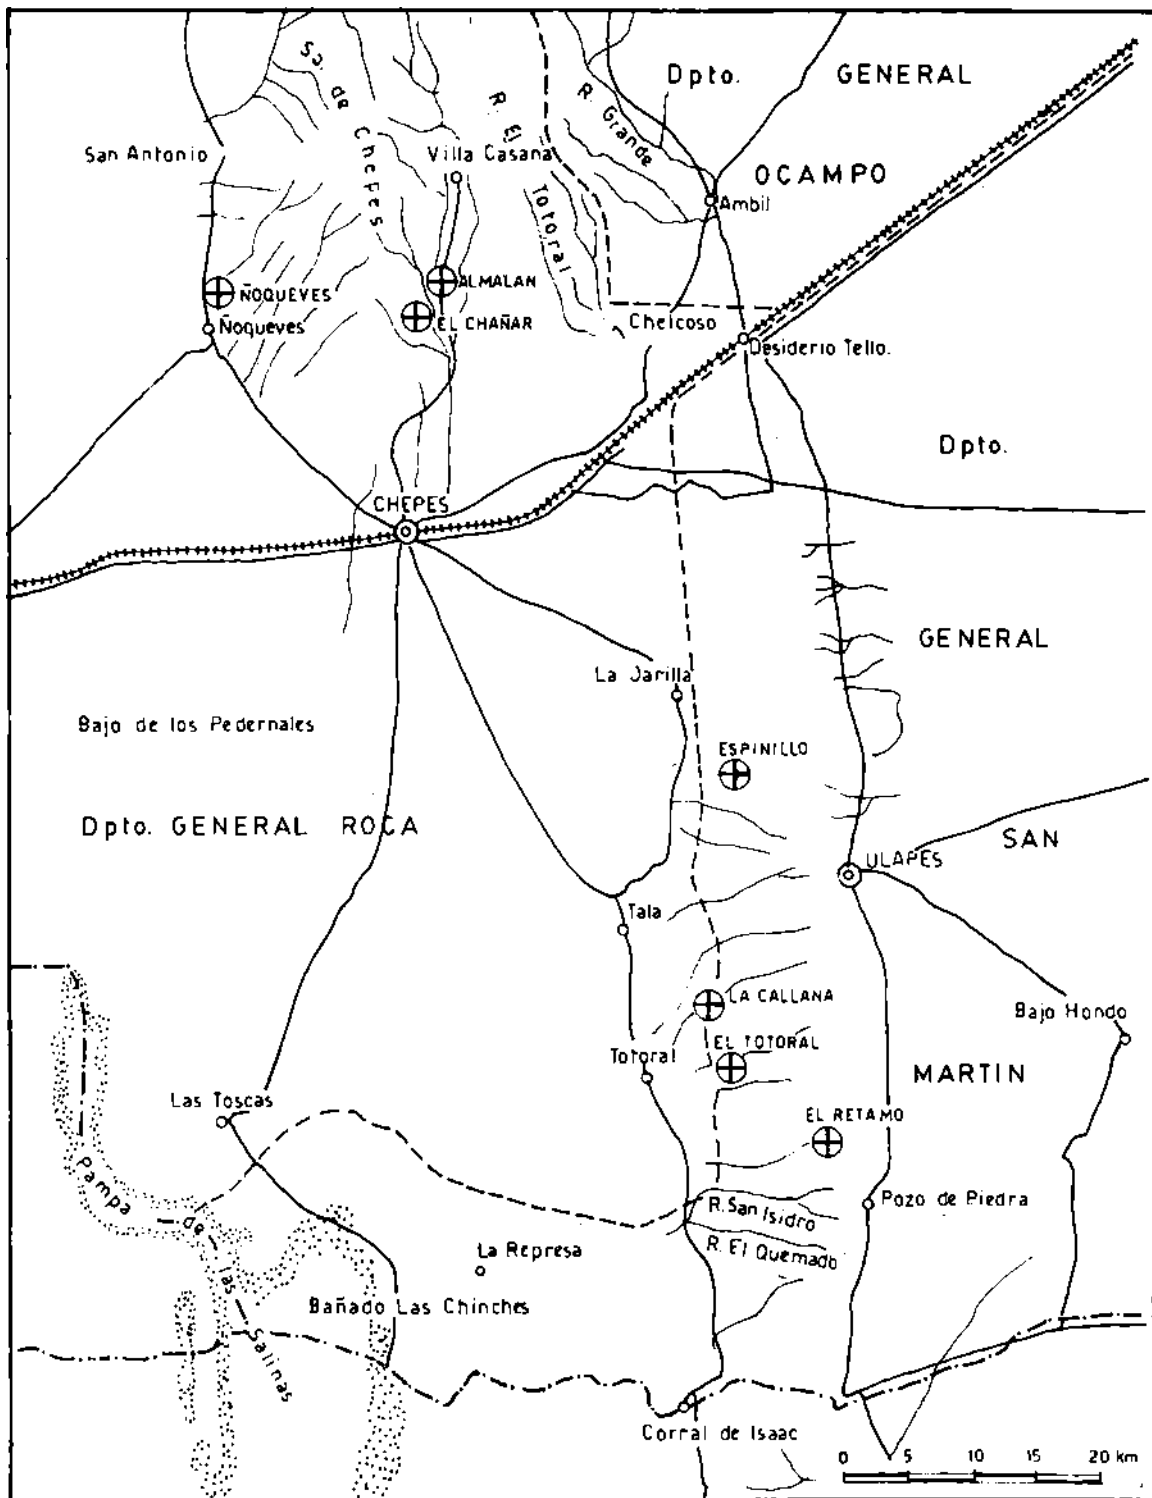 Dpto. GENERAL
OCAMPO
Sa. de Chepes
R. El Totoral
R. Grande
San Antonio
Villa Casana
Ambil
ÑOQUEVES
Ñoqueves
ALMALAN
EL CHAÑAR
Chelcoso
Desiderio Tello.
Dpto.
CHEPES
GENERAL
La Jarilla
Bajo de los Pedernales
ESPINILLO
Dpto. GENERAL ROCA
SAN
ULAPES
Tala
LA CALLANA
Bajo Hondo
EL TOTORAL
Totoral
MARTIN
Las Toscas
EL RETAMO
Pampa de las Salinas
R. San Isidro
Pozo de Piedra
R. El Quemado
La Represa
Bañado Las Chinches
Corral de Isaac
0 5 10 15 20 km